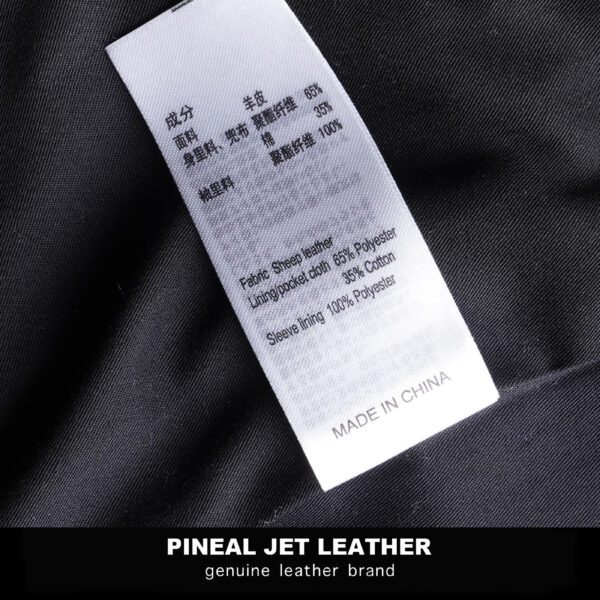 成分
面料 羊皮
身里料、兜布 聚酯纤维 65%
棉 35%
袖里料 聚酯纤维 100%
Fabric Sheep leather
Lining/pocket cloth 65% Polyester
35% Cotton
Sleeve lining 100% Polyester
MADE IN CHINA
PINEAL JET LEATHER
genuine leather brand